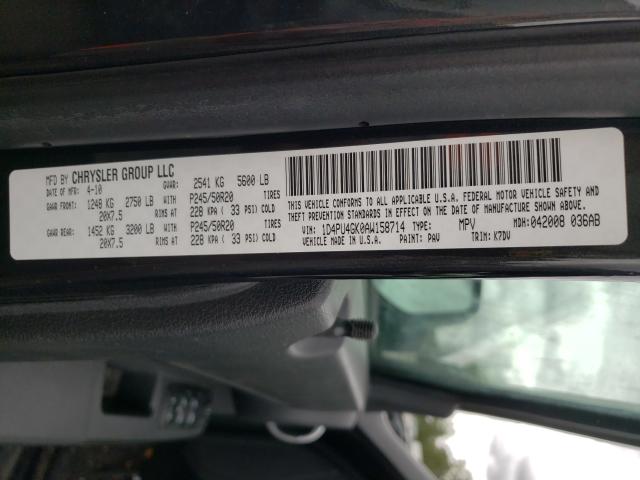 MFD BY CHRYSLER GROUP LLC
DATE OF MFR 4-10 GVWR: 2541 KG 5600 LB
GAWR FRONT: 1248 KG 2750 LB WITH P245/50R20 TIRES
20X7.5 RIMS AT 228 KPA ( 33 PSI) COLD
GAWR REAR: 1452 KG 3200 LB WITH P245/50R20 TIRES
20X7.5 RIMS AT 228 KPA ( 33 PSI) COLD
THIS VEHICLE CONFORMS TO ALL APPLICABLE U.S.A. FEDERAL MOTOR VEHICLE SAFETY AND
THEFT PREVENTION STANDARDS IN EFFECT ON THE DATE OF MANUFACTURE SHOWN ABOVE.
VIN: 1D4PU4GK0AW158714 TYPE: MPV MDH: 042008 036AB
VEHICLE MADE IN U.S.A. PAINT: PAV TRIM: K7DV